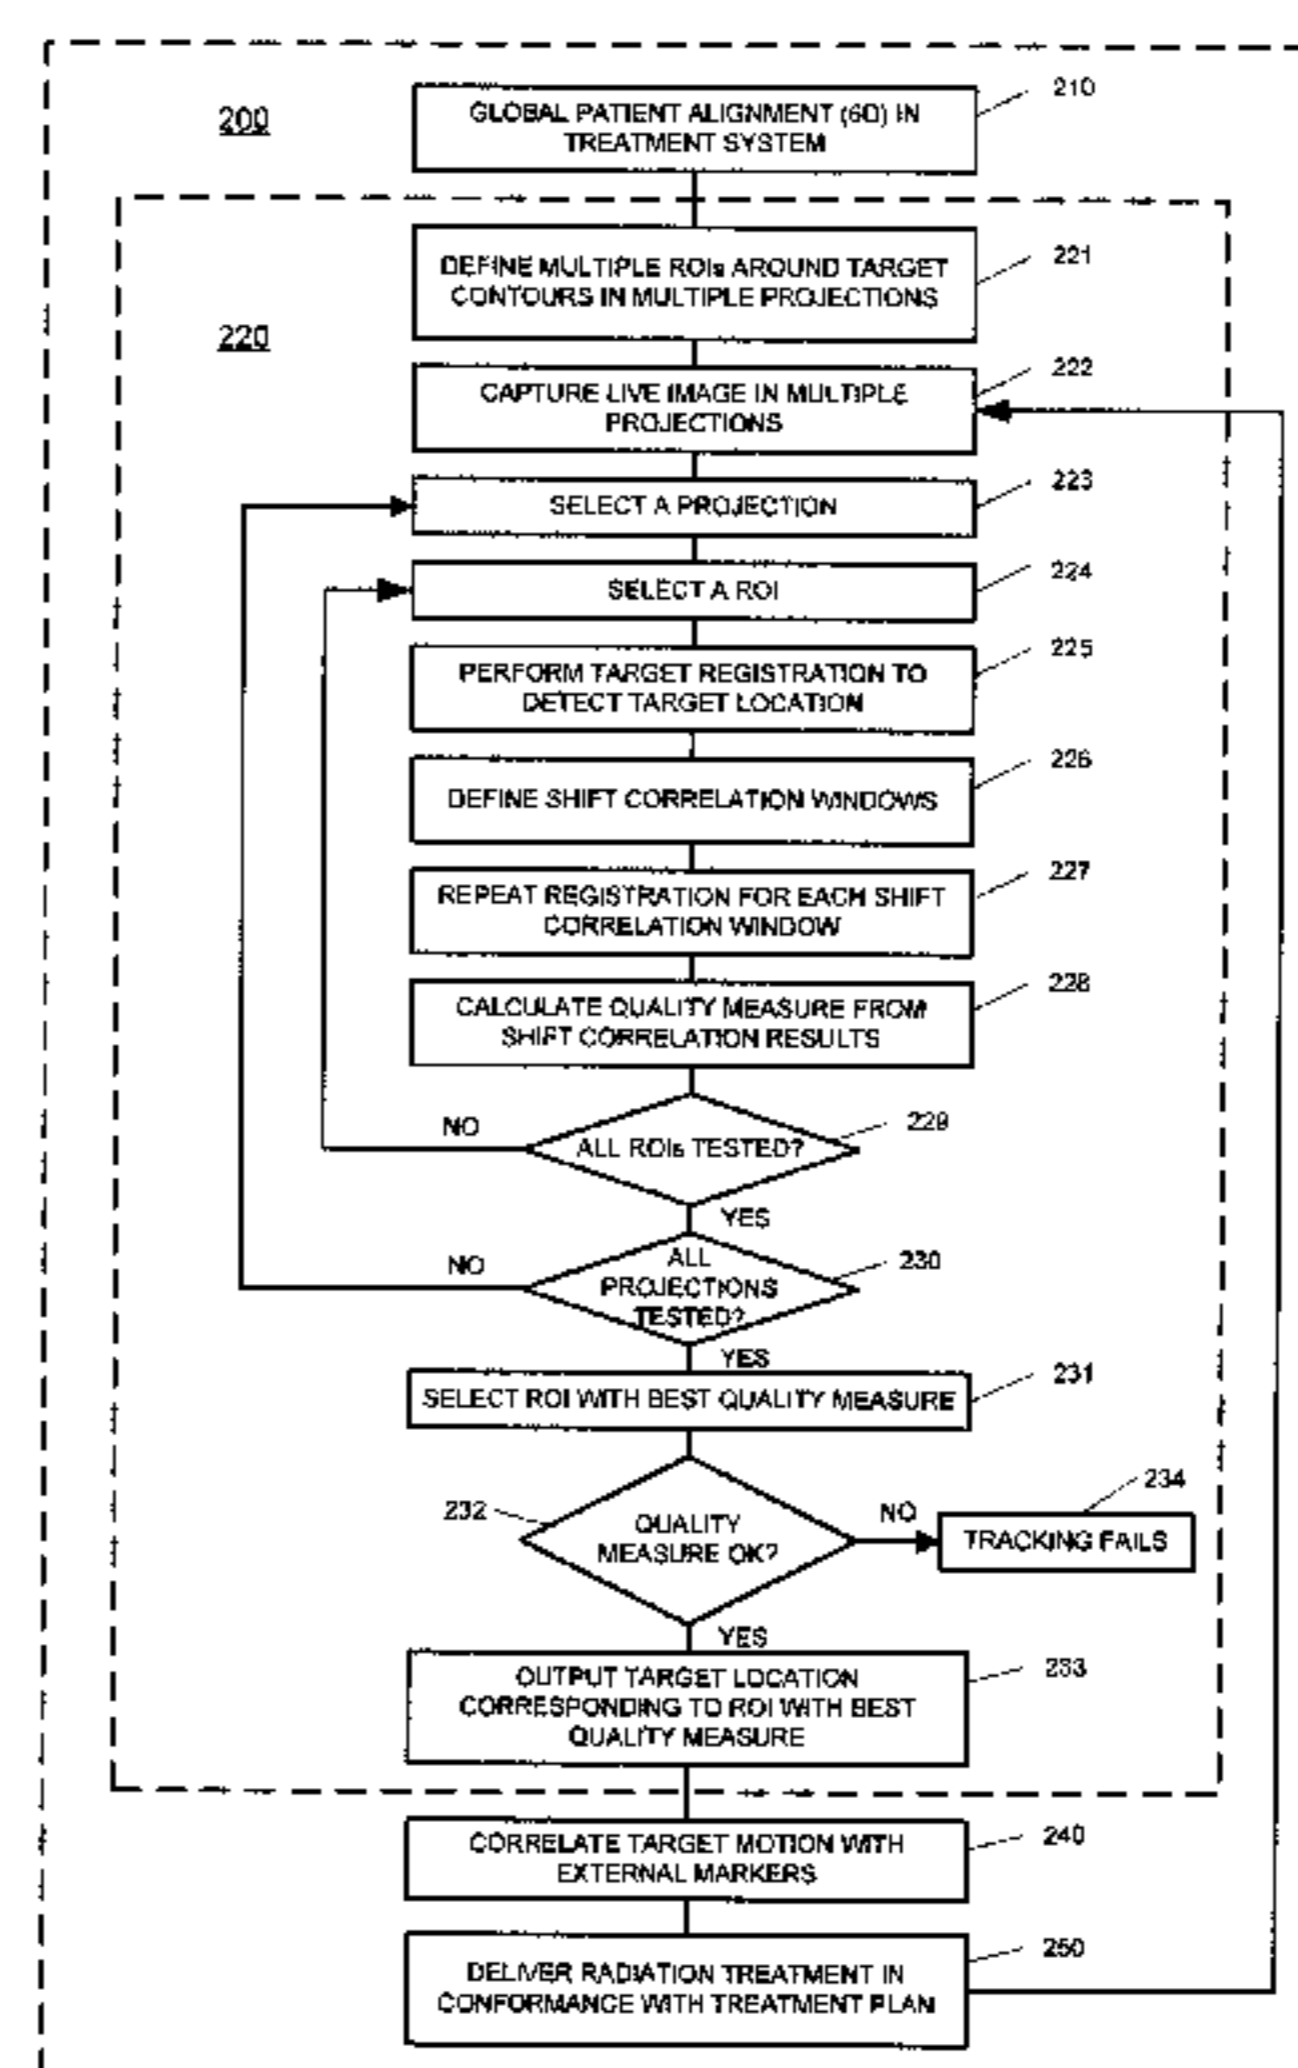 200
210
GLOBAL PATIENT ALIGNMENT (6D) IN
TREATMENT SYSTEM
220
221
DEFINE MULTIPLE ROIs AROUND TARGET
CONTOURS IN MULTIPLE PROJECTIONS
222
CAPTURE LIVE IMAGE IN MULTIPLE
PROJECTIONS
223
SELECT A PROJECTION
224
SELECT A ROI
225
PERFORM TARGET REGISTRATION TO
DETECT TARGET LOCATION
226
DEFINE SHIFT CORRELATION WINDOWS
227
REPEAT REGISTRATION FOR EACH SHIFT
CORRELATION WINDOW
228
CALCULATE QUALITY MEASURE FROM
SHIFT CORRELATION RESULTS
NO
229
ALL ROIs TESTED?
YES
NO
230
ALL
PROJECTIONS
TESTED?
YES
231
SELECT ROI WITH BEST QUALITY MEASURE
232
QUALITY
MEASURE OK?
NO
234
TRACKING FAILS
YES
233
OUTPUT TARGET LOCATION
CORRESPONDING TO ROI WITH BEST
QUALITY MEASURE
240
CORRELATE TARGET MOTION WITH
EXTERNAL MARKERS
250
DELIVER RADIATION TREATMENT IN
CONFORMANCE WITH TREATMENT PLAN